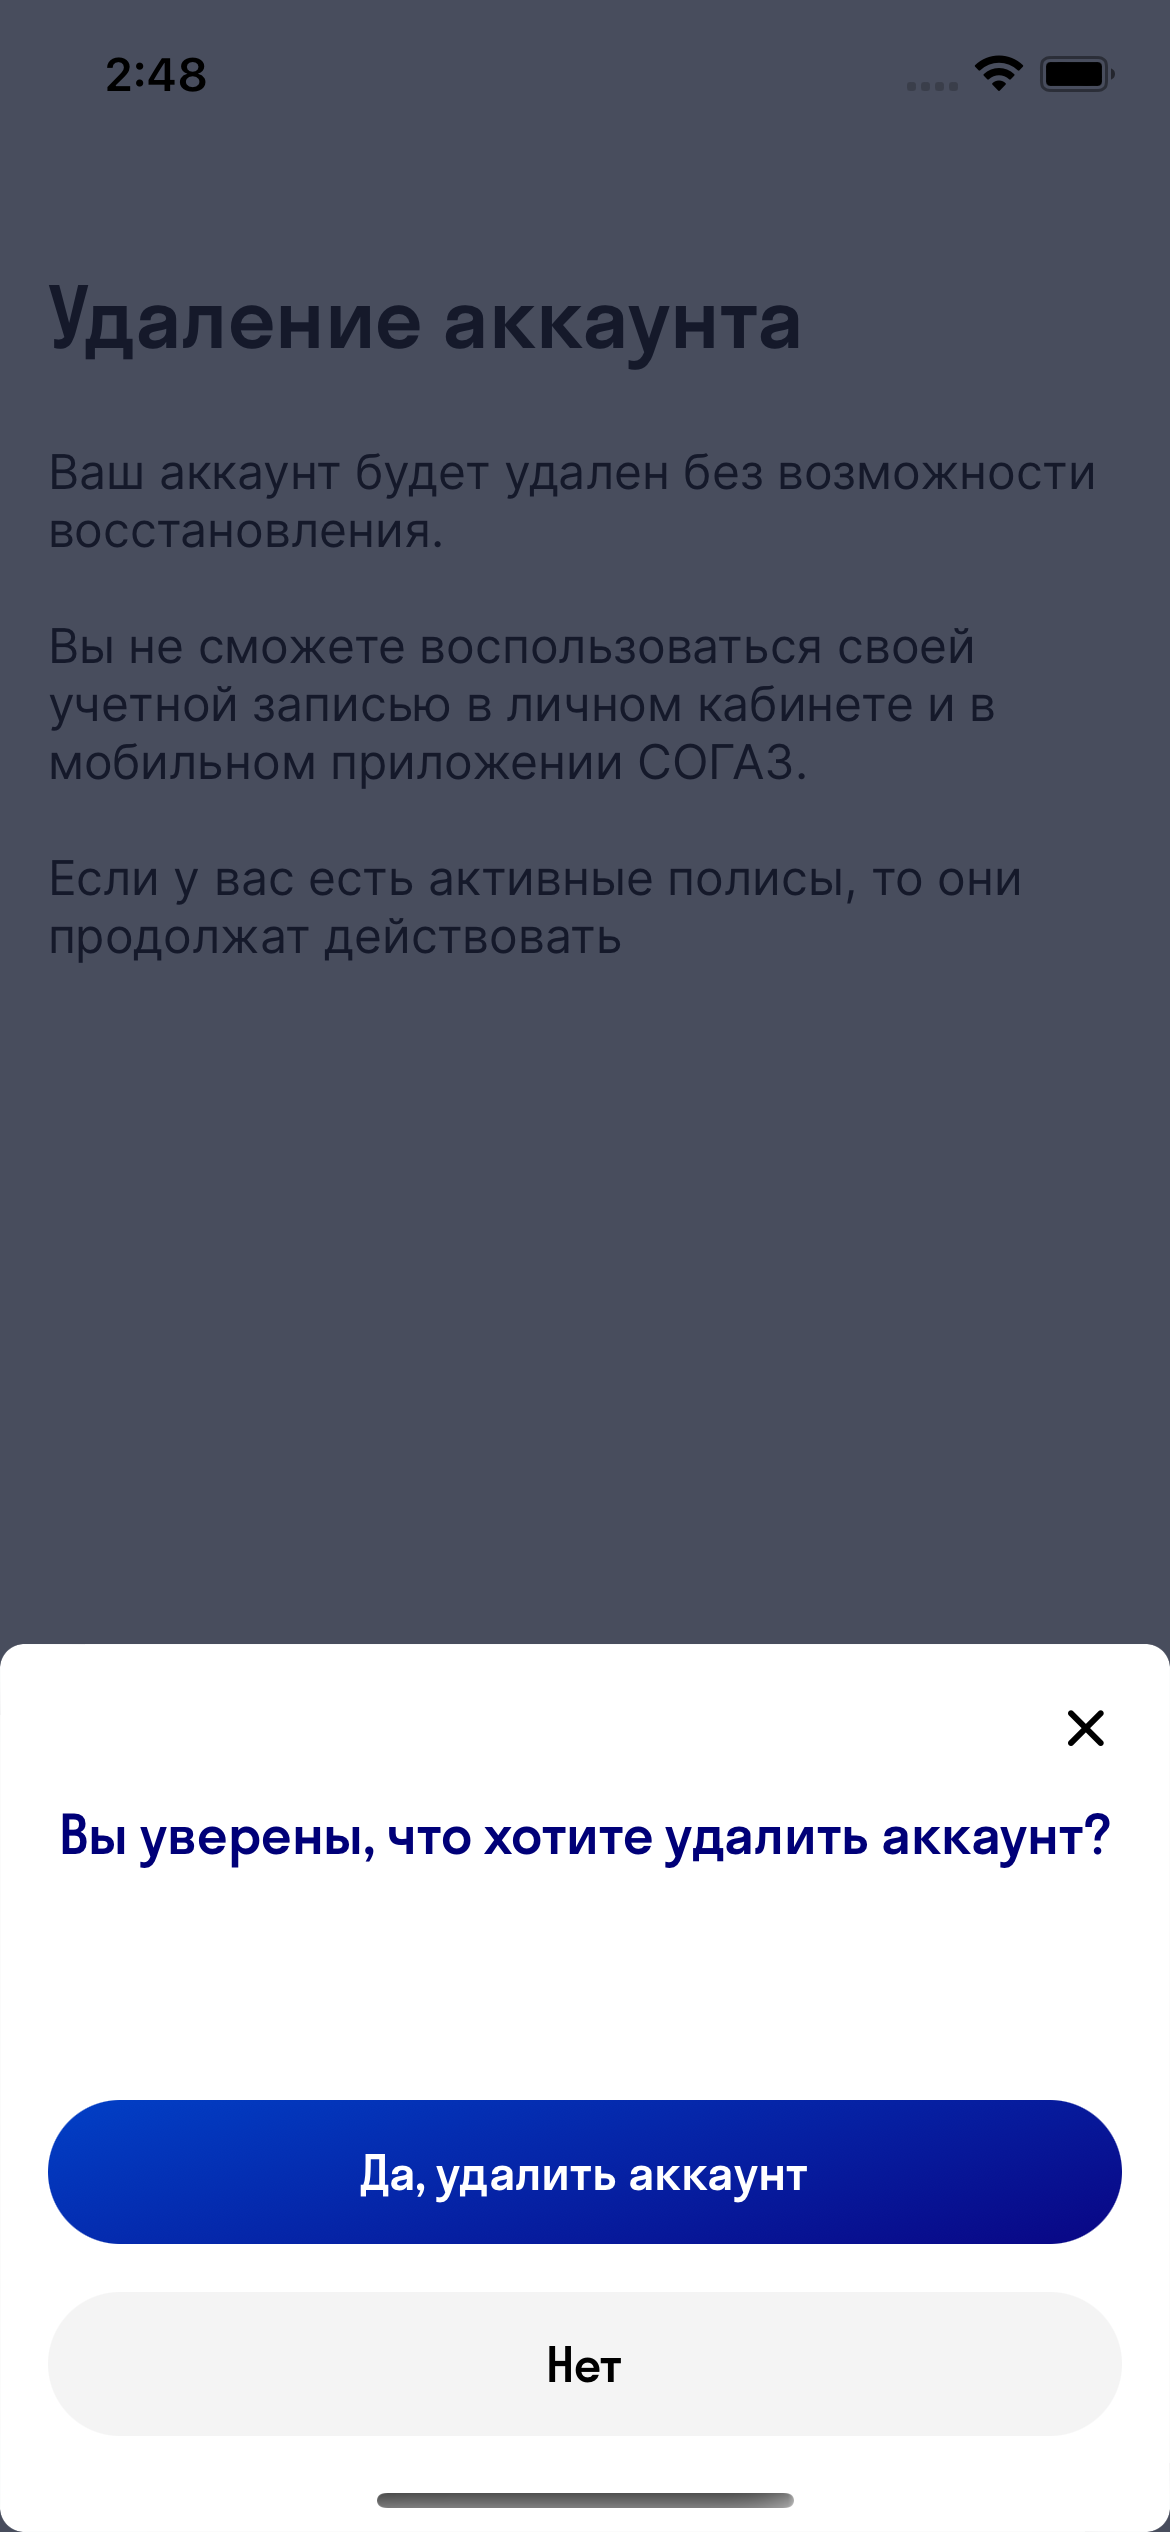 2:48
Удаление аккаунта
Ваш аккаунт будет удален без возможности
восстановления.
Вы не сможете воспользоваться своей
учетной записью в личном кабинете и в
мобильном приложении СОГАЗ.
Если у вас есть активные полисы, то они
продолжат действовать
Вы уверены, что хотите удалить аккаунт?
Да, удалить аккаунт
Нет